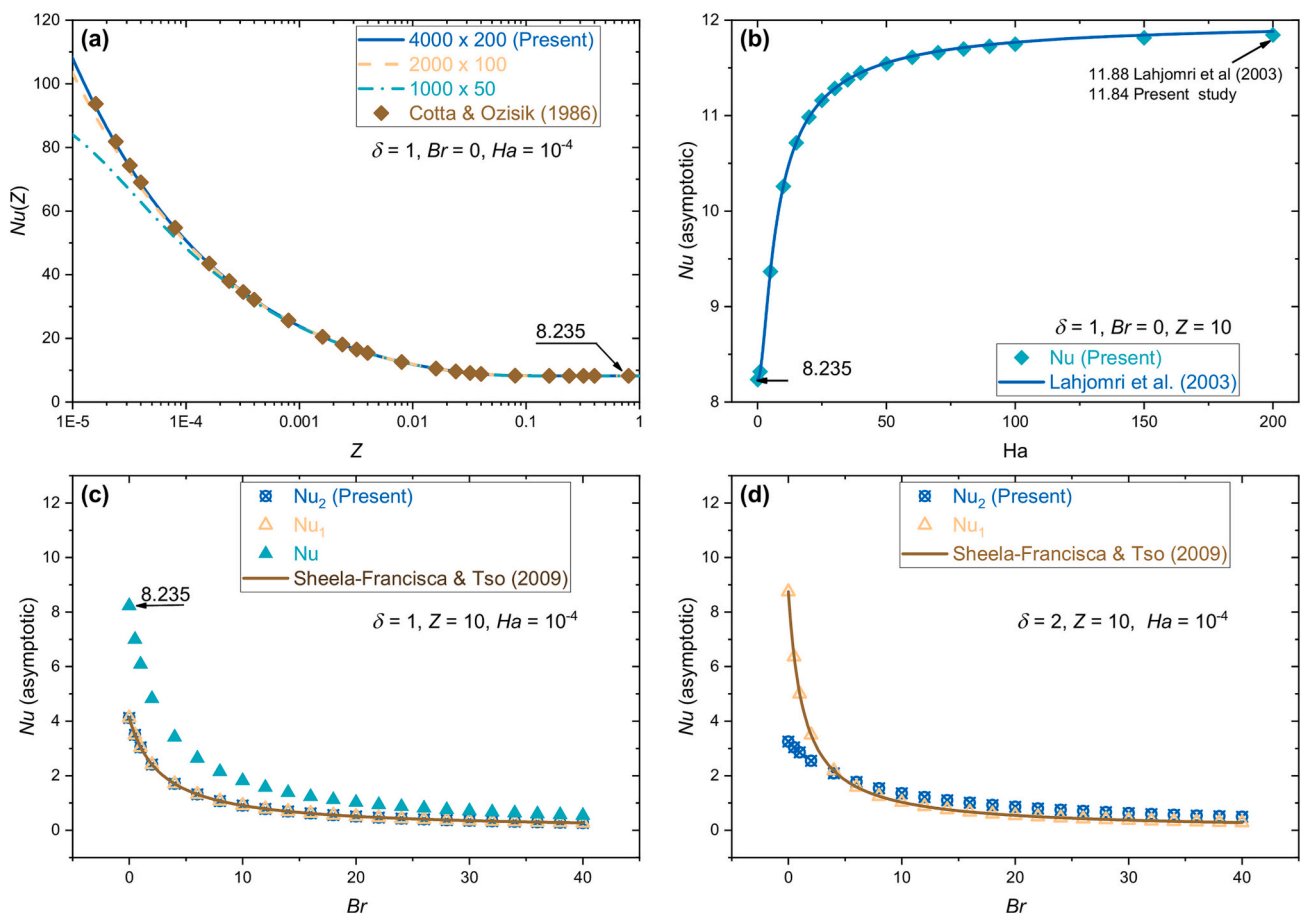 (a)
4000 x 200 (Present)
2000 x 100
1000 x 50
Cotta & Ozisik (1986)
δ = 1, Br = 0, Ha = 10⁻⁴
8.235
120
100
80
60
40
20
0
Nu(Z)
1E-5
1E-4
0.001
0.01
0.1
1
Z
(b)
11.88 Lahjomri et al (2003)
11.84 Present study
δ = 1, Br = 0, Z = 10
Nu (Present)
Lahjomri et al. (2003)
8.235
12
11
10
9
8
Nu (asymptotic)
0
50
100
150
200
Ha
(c)
Nu₂ (Present)
Nu₁
Nu
Sheela-Francisca & Tso (2009)
8.235
δ = 1, Z = 10, Ha = 10⁻⁴
12
10
8
6
4
2
0
Nu (asymptotic)
0
10
20
30
40
Br
(d)
Nu₂ (Present)
Nu₁
Sheela-Francisca & Tso (2009)
δ = 2, Z = 10, Ha = 10⁻⁴
12
10
8
6
4
2
0
Nu (asymptotic)
0
10
20
30
40
Br